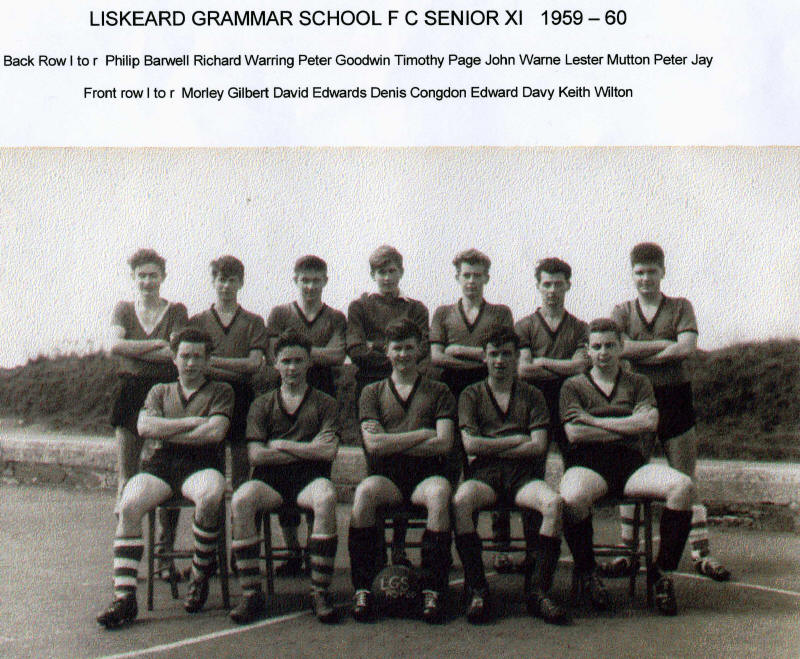 LISKEARD GRAMMAR SCHOOL F C SENIOR XI 1959 – 60
Back Row l to r Philip Barwell Richard Warring Peter Goodwin Timothy Page John Warne Lester Mutton Peter Jay
Front row l to r Morley Gilbert David Edwards Denis Congdon Edward Davy Keith Wilton
LGS